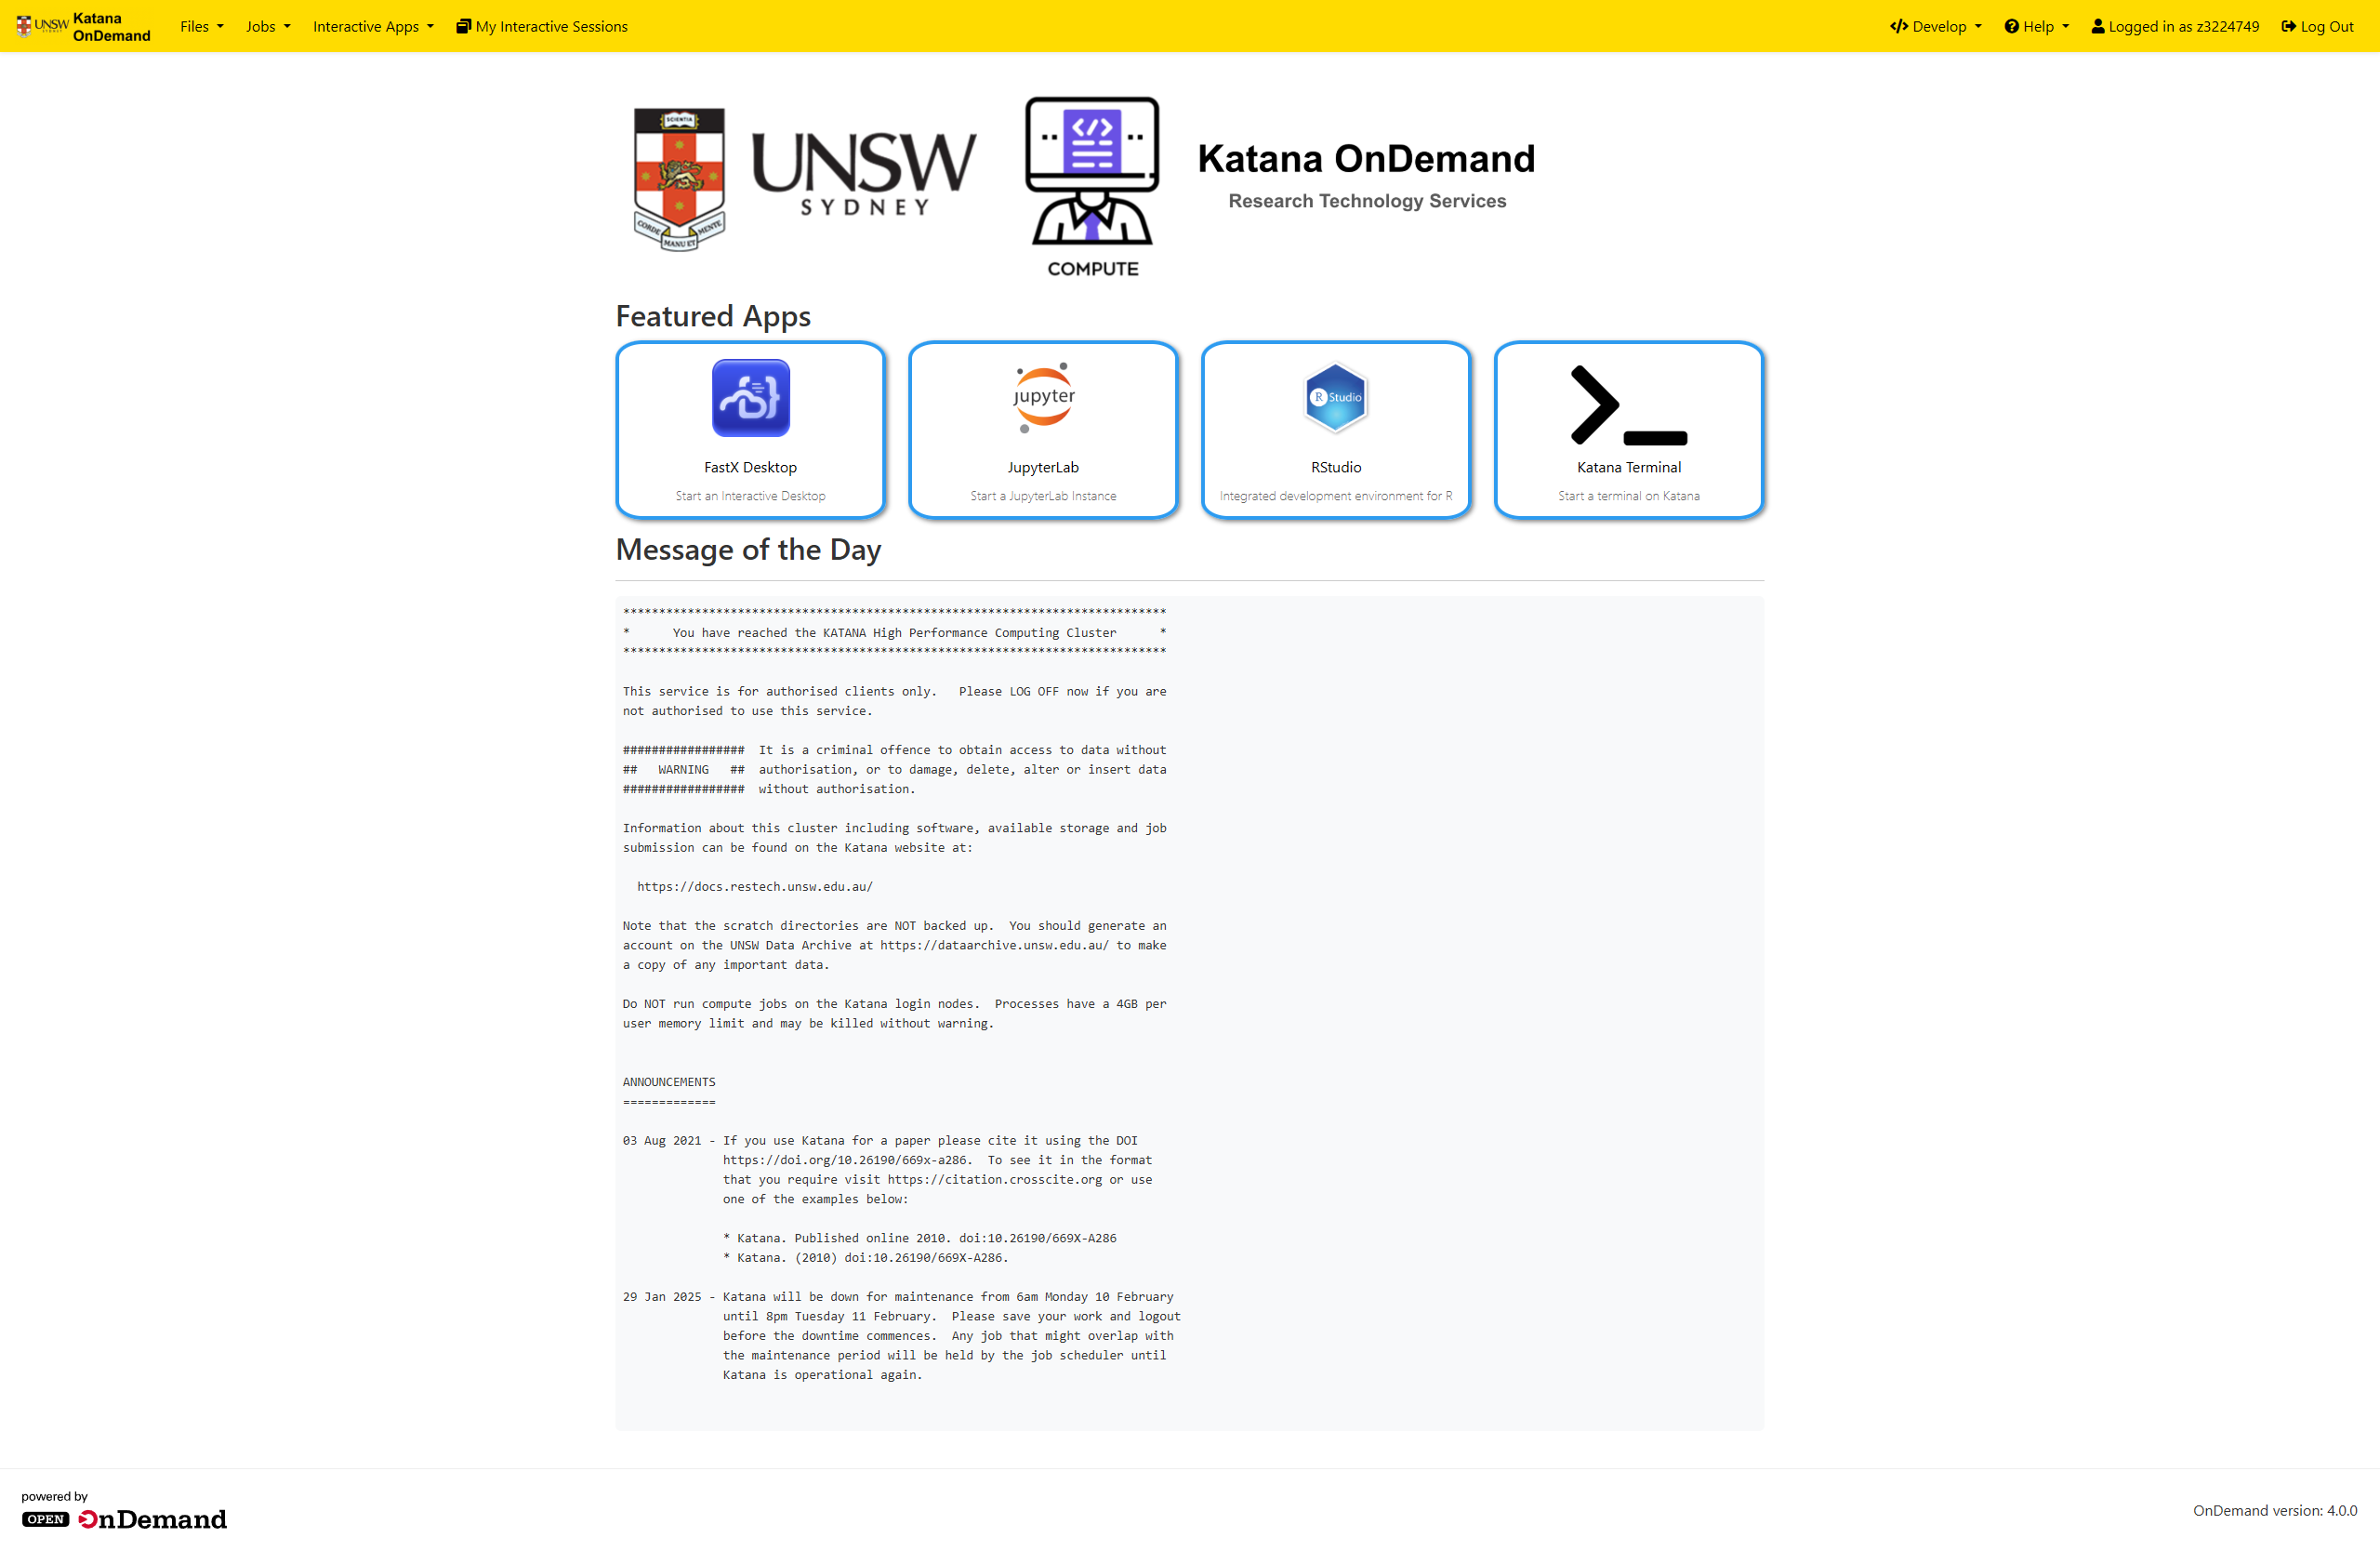 UNSW SYDNEY Katana OnDemand
Files
Jobs
Interactive Apps
My Interactive Sessions
Develop
Help
Logged in as z3224749
Log Out
SCIENTIA
CORDE MANU ET MENTE
UNSW
SYDNEY
COMPUTE
Katana OnDemand
Research Technology Services
Featured Apps
FastX Desktop
Start an Interactive Desktop
jupyter
JupyterLab
Start a JupyterLab Instance
R Studio
RStudio
Integrated development environment for R
Katana Terminal
Start a terminal on Katana
Message of the Day
****************************************************************************
*      You have reached the KATANA High Performance Computing Cluster      *
****************************************************************************
This service is for authorised clients only.   Please LOG OFF now if you are
not authorised to use this service.
#################  It is a criminal offence to obtain access to data without
##   WARNING   ##  authorisation, or to damage, delete, alter or insert data
#################  without authorisation.
Information about this cluster including software, available storage and job
submission can be found on the Katana website at:
https://docs.restech.unsw.edu.au/
Note that the scratch directories are NOT backed up.  You should generate an
account on the UNSW Data Archive at https://dataarchive.unsw.edu.au/ to make
a copy of any important data.
Do NOT run compute jobs on the Katana login nodes.  Processes have a 4GB per
user memory limit and may be killed without warning.
ANNOUNCEMENTS
=============
03 Aug 2021 - If you use Katana for a paper please cite it using the DOI
https://doi.org/10.26190/669x-a286.  To see it in the format
that you require visit https://citation.crosscite.org or use
one of the examples below:
* Katana. Published online 2010. doi:10.26190/669X-A286
* Katana. (2010) doi:10.26190/669X-A286.
29 Jan 2025 - Katana will be down for maintenance from 6am Monday 10 February
until 8pm Tuesday 11 February.  Please save your work and logout
before the downtime commences.  Any job that might overlap with
the maintenance period will be held by the job scheduler until
Katana is operational again.
powered by
OPEN OnDemand
OnDemand version: 4.0.0